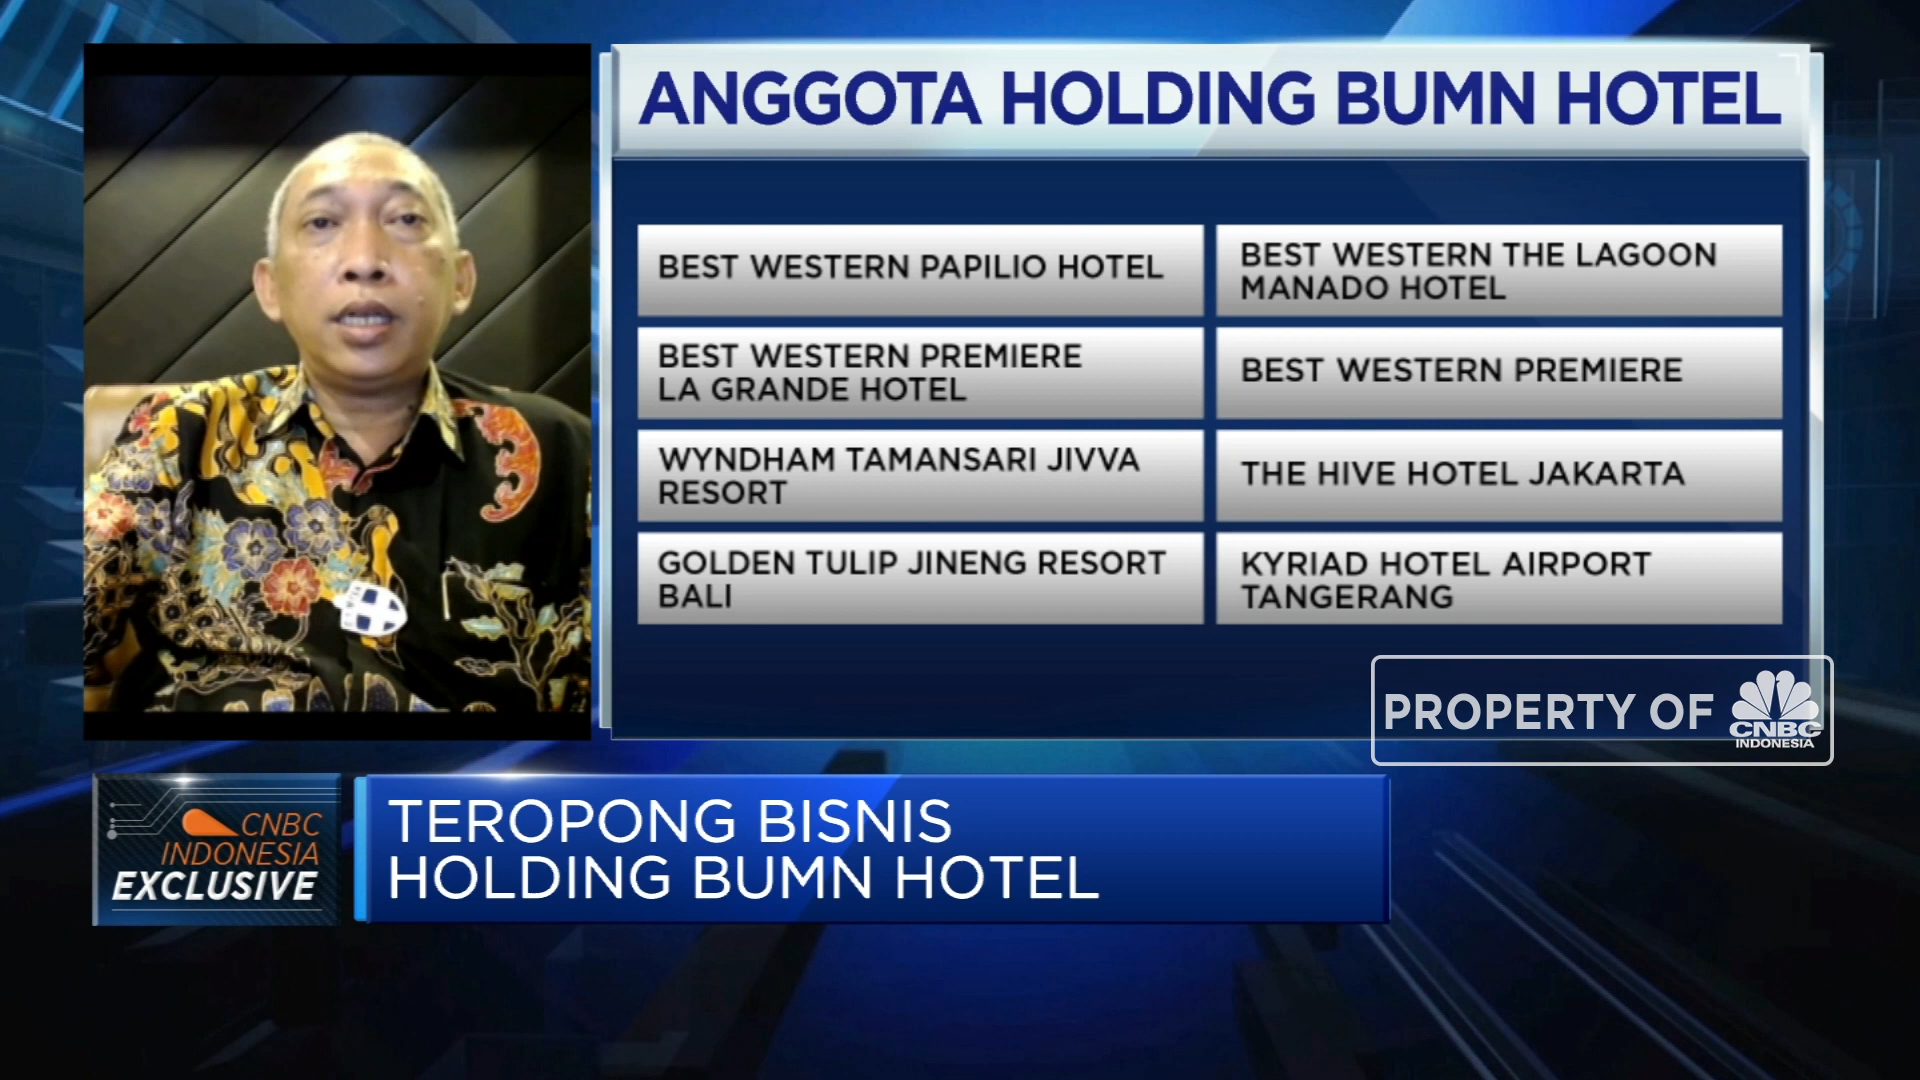 ANGGOTA HOLDING BUMN HOTEL
BEST WESTERN PAPILIO HOTEL
BEST WESTERN THE LAGOON
MANADO HOTEL
BEST WESTERN PREMIERE
LA GRANDE HOTEL
BEST WESTERN PREMIERE
WYNDHAM TAMANSARI JIVVA
RESORT
THE HIVE HOTEL JAKARTA
GOLDEN TULIP JINENG RESORT
BALI
KYRIAD HOTEL AIRPORT
TANGERANG
PROPERTY OF
CNBC
INDONESIA
CNBC
INDONESIA
EXCLUSIVE
TEROPONG BISNIS
HOLDING BUMN HOTEL